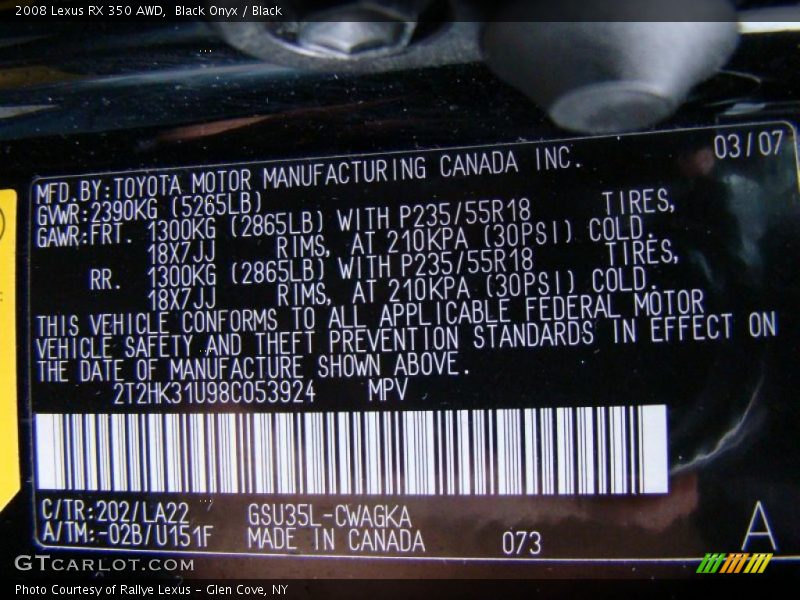 2008 Lexus RX 350 AWD, Black Onyx / Black
03/07
MFD.BY:TOYOTA MOTOR MANUFACTURING CANADA INC.
GVWR:2390KG (5265LB)
GAWR:FRT. 1300KG (2865LB) WITH P235/55R18 TIRES,
18X7JJ RIMS, AT 210KPA (30PSI) COLD.
RR. 1300KG (2865LB) WITH P235/55R18 TIRES,
18X7JJ RIMS, AT 210KPA (30PSI) COLD.
THIS VEHICLE CONFORMS TO ALL APPLICABLE FEDERAL MOTOR
VEHICLE SAFETY AND THEFT PREVENTION STANDARDS IN EFFECT ON
THE DATE OF MANUFACTURE SHOWN ABOVE.
2T2HK31U98C053924 MPV
C/TR:202/LA22 GSU35L-CWAGKA
A/TM:-02B/U151F MADE IN CANADA 073 A
GTCARLOT.COM
Photo Courtesy of Rallye Lexus - Glen Cove, NY